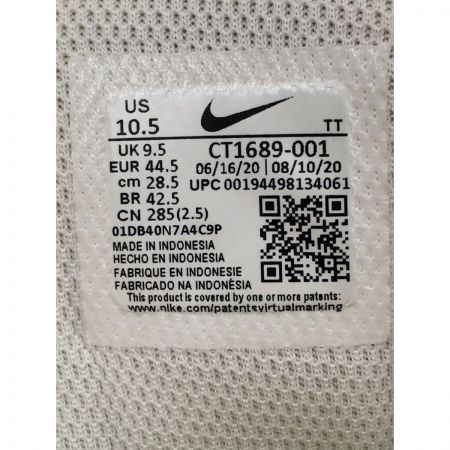 US
10.5 TT
UK 9.5 CT1689-001
EUR 44.5 06/16/20 | 08/10/20
cm 28.5 UPC 00194498134061
BR 42.5
CN 285(2.5)
01DB40N7A4C9P
MADE IN INDONESIA
HECHO EN INDONESIA
FABRIQUE EN INDONESIE
FABRICADO NA INDONÉSIA
This product is covered by one or more patents:
www.nike.com/patentsvirtualmarking